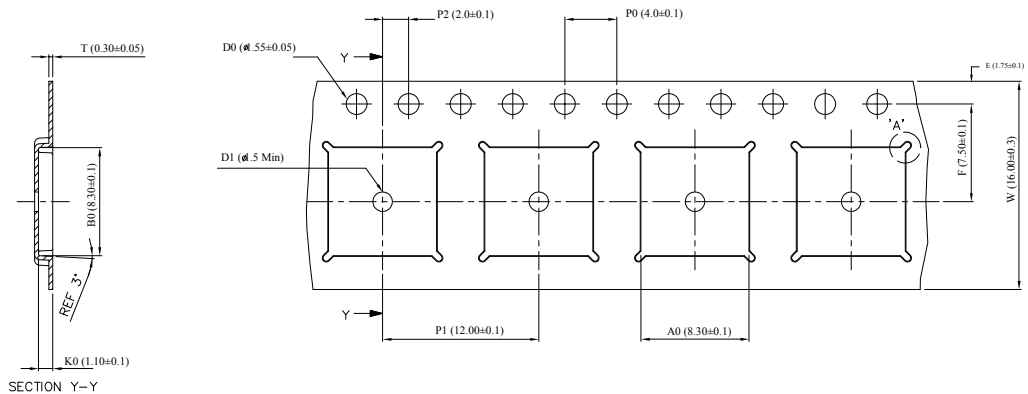 P2 (2.0±0.1)
P0 (4.0±0.1)
T (0.30±0.05)
D0 (ø1.55±0.05)
Y
E (1.75±0.1)
'A'
D1 (ø1.5 Min)
B0 (8.30±0.1)
F (7.50±0.1)
W (16.00±0.3)
REF 3°
Y
P1 (12.00±0.1)
A0 (8.30±0.1)
K0 (1.10±0.1)
SECTION Y-Y